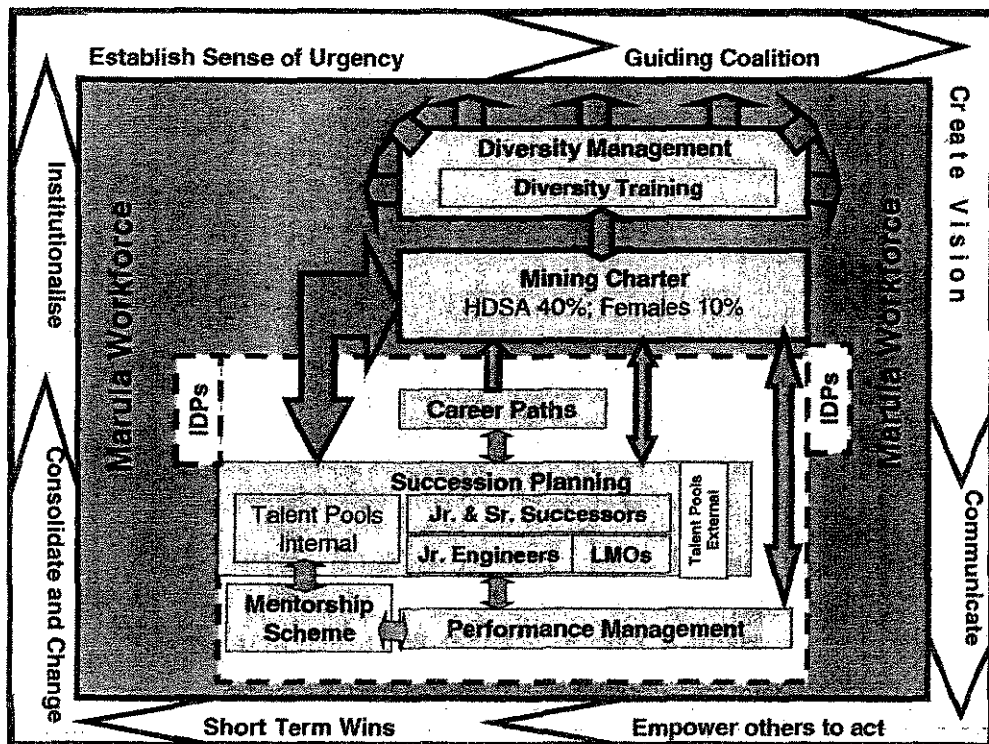 Establish Sense of Urgency
Guiding Coalition
Create Vision
Communicate
Empower others to act
Short Term Wins
Consolidate and Change
Institutionalise
Marula Workforce
Marula Workforce
Diversity Management
Diversity Training
Mining Charter
HDSA 40%; Females 10%
IDPs
IDPs
Career Paths
Succession Planning
Talent Pools
Internal
Jr. & Sr. Successors
Jr. Engineers
LMOs
Talent Pools
External
Mentorship
Scheme
Performance Management